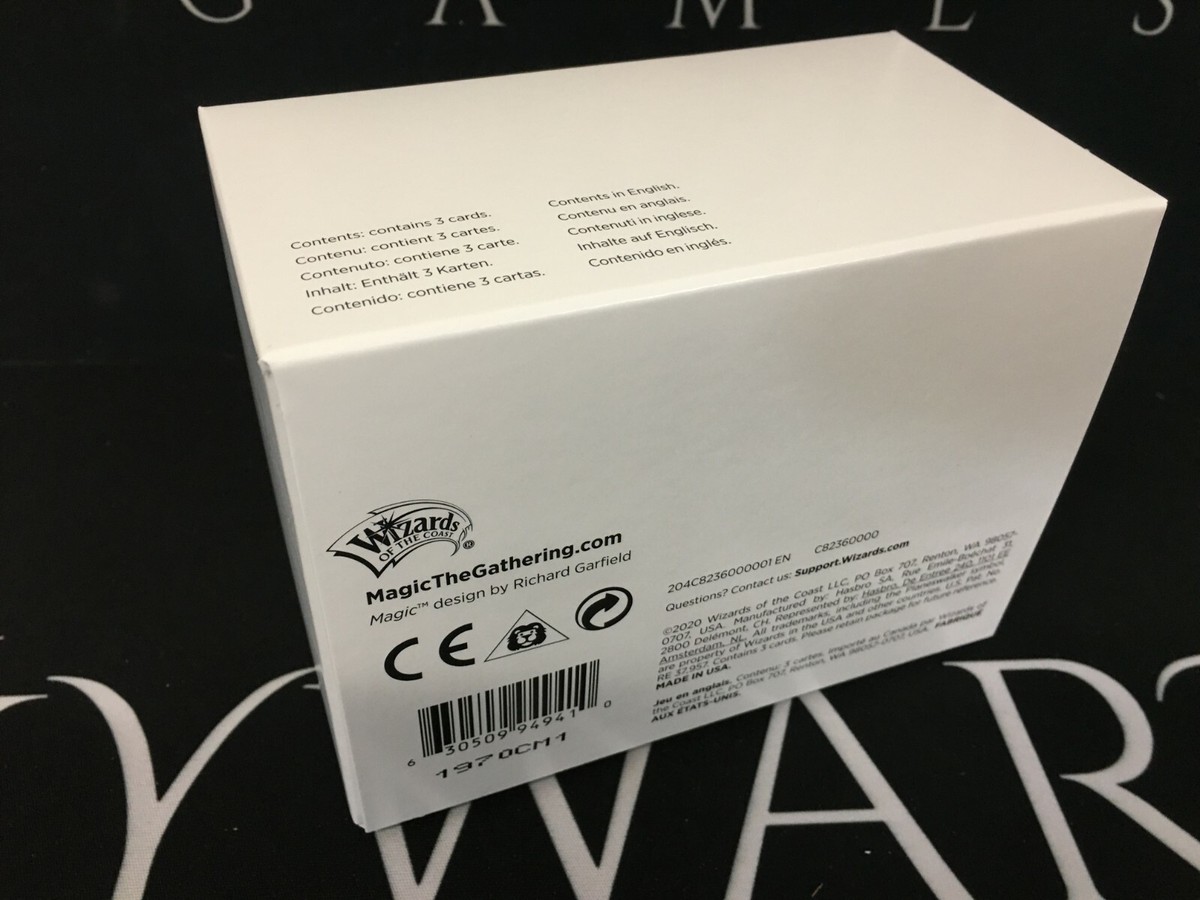 G A M E S
Contents: contains 3 cards.
Contenu: contient 3 cartes.
Contenuto: contiene 3 carte.
Inhalt: Enthält 3 Karten.
Contenido: contiene 3 cartas.
Contents in English.
Contenu en anglais.
Contenuti in inglese.
Inhalte auf Englisch.
Contenido en inglés.
Wizards
OF THE COAST ®
MagicTheGathering.com
Magic™ design by Richard Garfield
CE
6 30509 94941 0
1970CM1
204C8236000001 EN C82360000
Questions? Contact us: Support.Wizards.com
©2020 Wizards of the Coast LLC, PO Box 707, Renton, WA 98057-
0707, USA. Manufactured by: Hasbro SA, Rue Emile-Boéchat 31,
2800 Delémont, CH. Represented by: Hasbro, De Entree 240, 1101 EE
Amsterdam, NL. All trademarks, including the Planeswalker symbol,
are property of Wizards in the USA and other countries. U.S. Pat. No.
RE 37,957. Contains 3 cards. Please retain package for future reference.
MADE IN USA.
Jeu en anglais. Contenu: 3 cartes. Importé au Canada par Wizards of
the Coast LLC, PO Box 707, Renton, WA 98057-0707, USA. FABRIQUÉ
AUX ÉTATS-UNIS.
YWAR